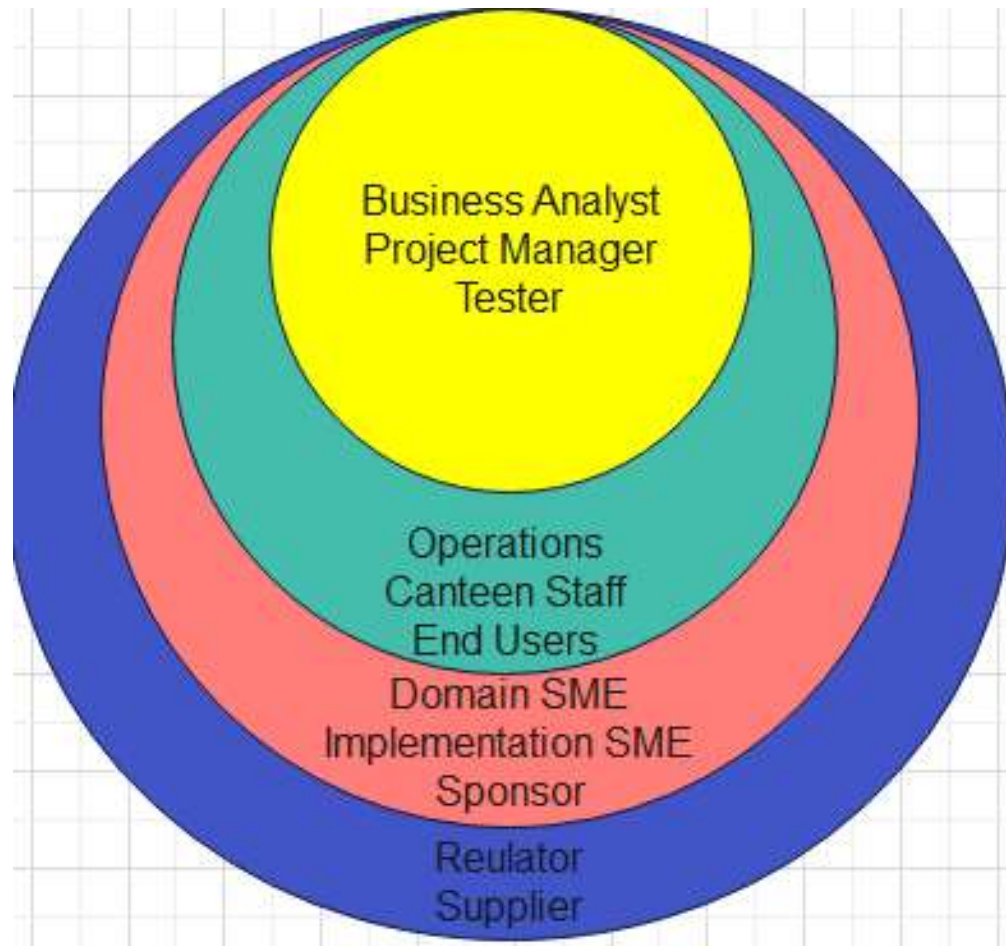 Business Analyst
Project Manager
Tester
Operations
Canteen Staff
End Users
Domain SME
Implementation SME
Sponsor
Reulator
Supplier